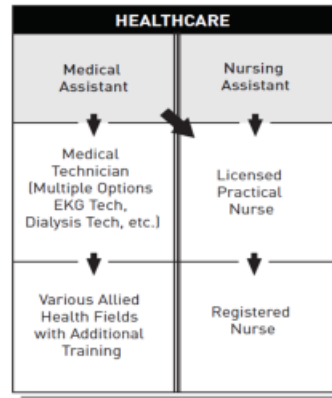 HEALTHCARE
Medical
Assistant
Nursing
Assistant
Medical
Technician
(Multiple Options
EKG Tech,
Dialysis Tech, etc.)
Licensed
Practical
Nurse
Various Allied
Health Fields
with Additional
Training
Registered
Nurse